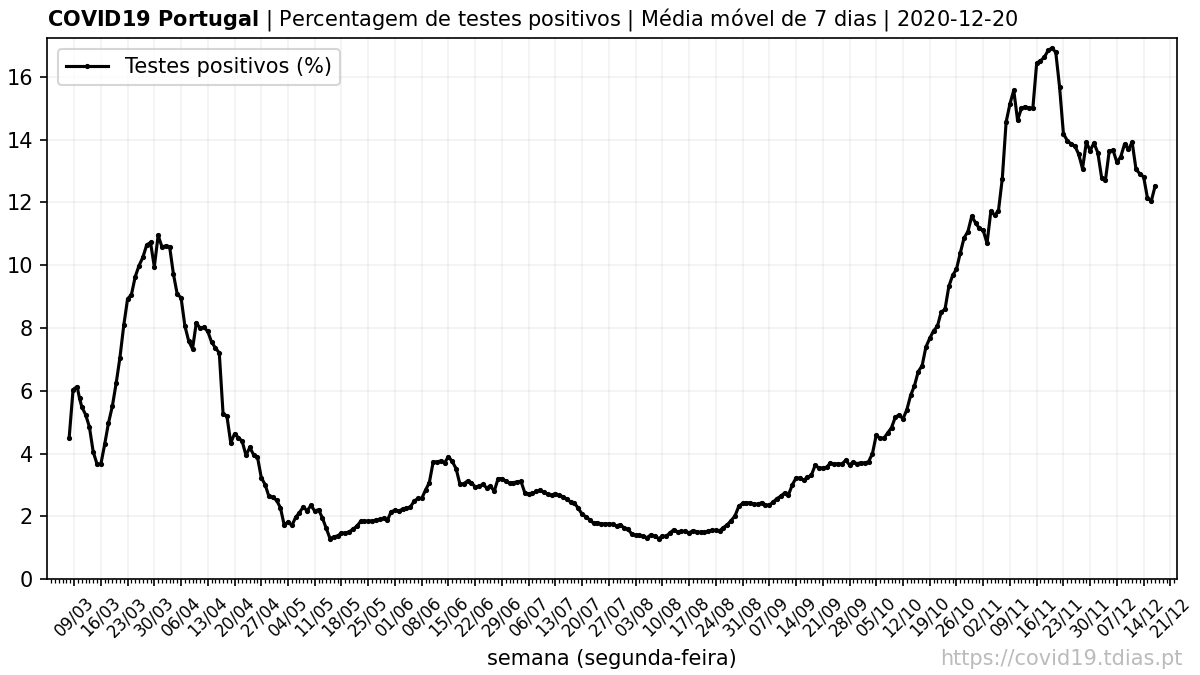 COVID19 Portugal | Percentagem de testes positivos | Média móvel de 7 dias | 2020-12-20
Testes positivos (%)
16
14
12
10
8
6
4
2
0
09/03 16/03 23/03 30/03 06/04 13/04 20/04 27/04 04/05 11/05 18/05 25/05 01/06 08/06 15/06 22/06 29/06 06/07 13/07 20/07 27/07 03/08 10/08 17/08 24/08 31/08 07/09 14/09 21/09 28/09 05/10 12/10 19/10 26/10 02/11 09/11 16/11 23/11 30/11 07/12 14/12 21/12
semana (segunda-feira)
https://covid19.tdias.pt